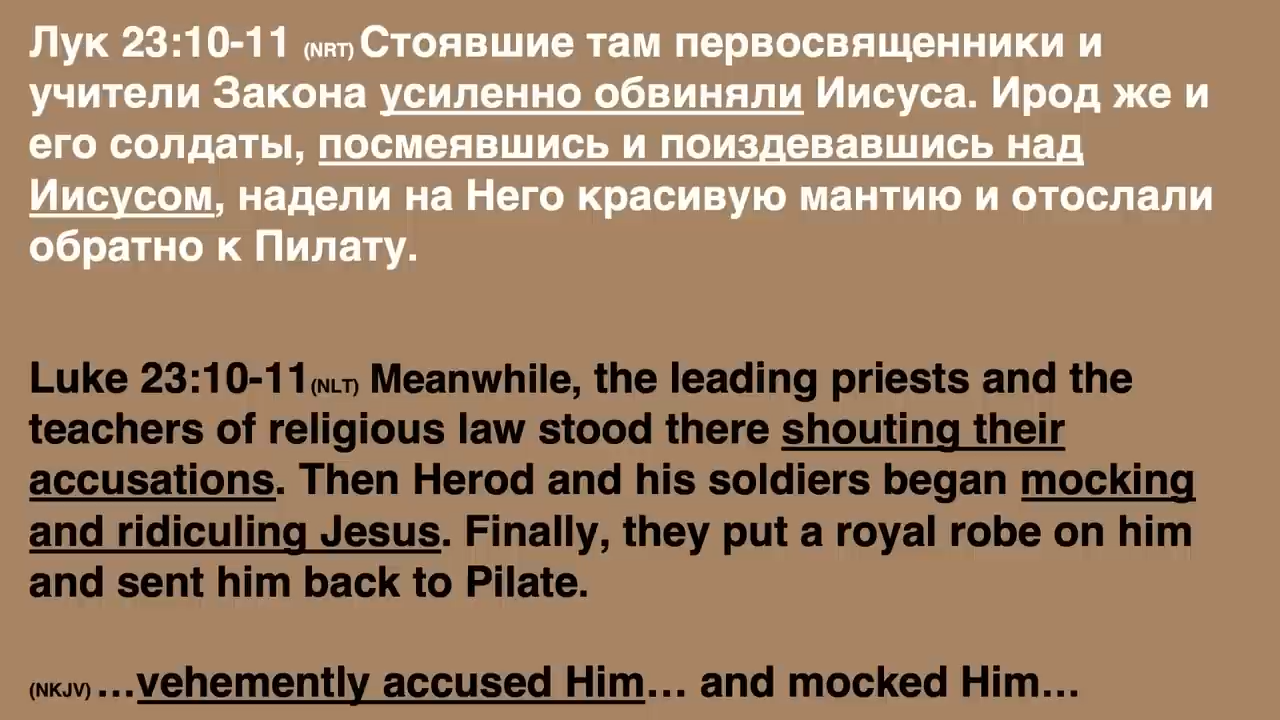 Лук 23:10-11 (NRT) Стоявшие там первосвященники и
учители Закона усиленно обвиняли Иисуса. Ирод же и
его солдаты, посмеявшись и поиздевавшись над
Иисусом, надели на Него красивую мантию и отослали
обратно к Пилату.
Luke 23:10-11(NLT) Meanwhile, the leading priests and the
teachers of religious law stood there shouting their
accusations. Then Herod and his soldiers began mocking
and ridiculing Jesus. Finally, they put a royal robe on him
and sent him back to Pilate.
(NKJV) …vehemently accused Him… and mocked Him…